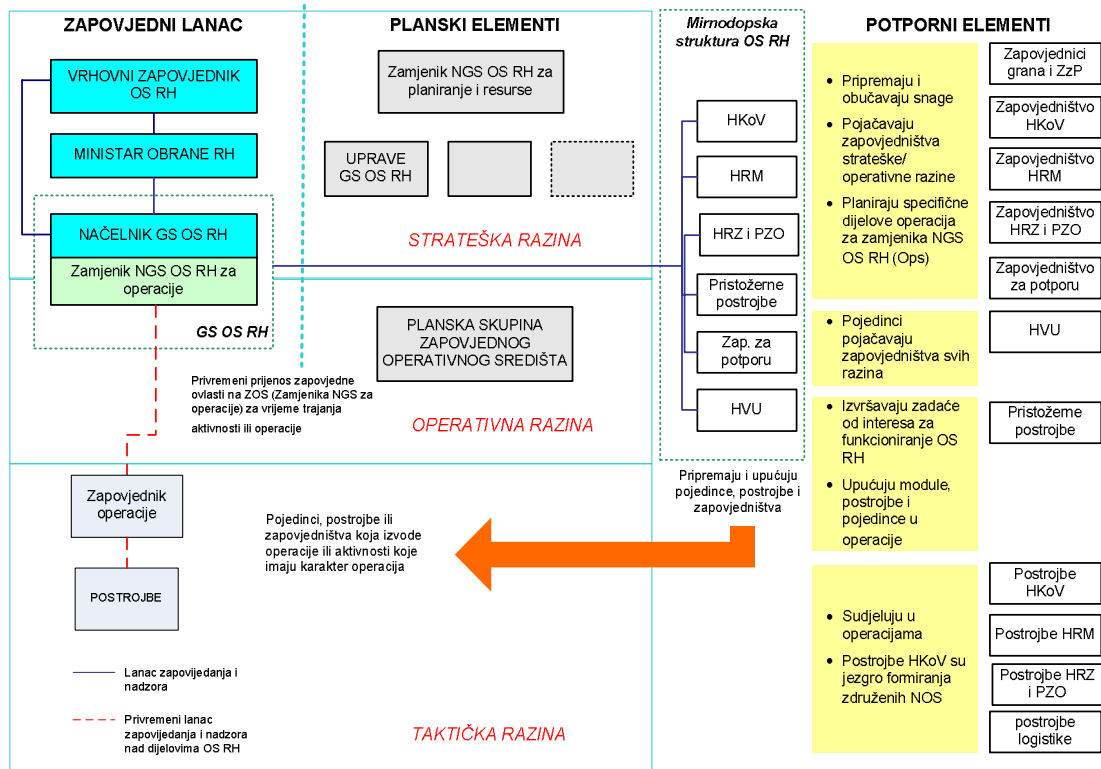 ZAPOVJEDNI LANAC
VRHOVNI ZAPOVJEDNIK
OS RH
MINISTAR OBRANE RH
NAČELNIK GS OS RH
Zamjenik NGS OS RH za
operacije
GS OS RH
Privremeni prijenos zapovjedne
ovlasti na ZOS (Zamjenika NGS za
operacije) za vrijeme trajanja
aktivnosti ili operacije
Zapovjednik
operacije
POSTROJBE
Lanac zapovijedanja i
nadzora
Privremeni lanac
zapovijedanja i nadzora
nad dijelovima OS RH
PLANSKI ELEMENTI
Zamjenik NGS OS RH za
planiranje i resurse
UPRAVE
GS OS RH
STRATEŠKA RAZINA
PLANSKA SKUPINA
ZAPOVJEDNOG
OPERATIVNOG SREDIŠTA
OPERATIVNA RAZINA
Pojedinci, postrojbe ili
zapovjedništva koja izvode
operacije ili aktivnosti koje
imaju karakter operacija
TAKTIČKA RAZINA
Mirnodopska
struktura OS RH
HKoV
HRM
HRZ i PZO
Pristožerne
postrojbe
Zap. za
potporu
HVU
Pripremaju i upućuju
pojedince, postrojbe i
zapovjedništva
POTPORNI ELEMENTI
• Pripremaju i
obučavaju snage
• Pojačavaju
zapovjedništva
strateške/
operativne razine
• Planiraju specifične
dijelove operacija
za zamjenika NGS
OS RH (Ops)
Zapovjednici
grana i ZzP
Zapovjedništvo
HKoV
Zapovjedništvo
HRM
Zapovjedništvo
HRZ i PZO
Zapovjedništvo
za potporu
• Pojedinci
pojačavaju
zapovjedništva svih
razina
HVU
• Izvršavaju zadaće
od interesa za
funkcioniranje OS
RH
• Upućuju module,
postrojbe i
pojedince u
operacije
Pristožerne
postrojbe
• Sudjeluju u
operacijama
• Postrojbe HKoV su
jezgro formiranja
združenih NOS
Postrojbe
HKoV
Postrojbe HRM
Postrojbe HRZ
i PZO
postrojbe
logistike